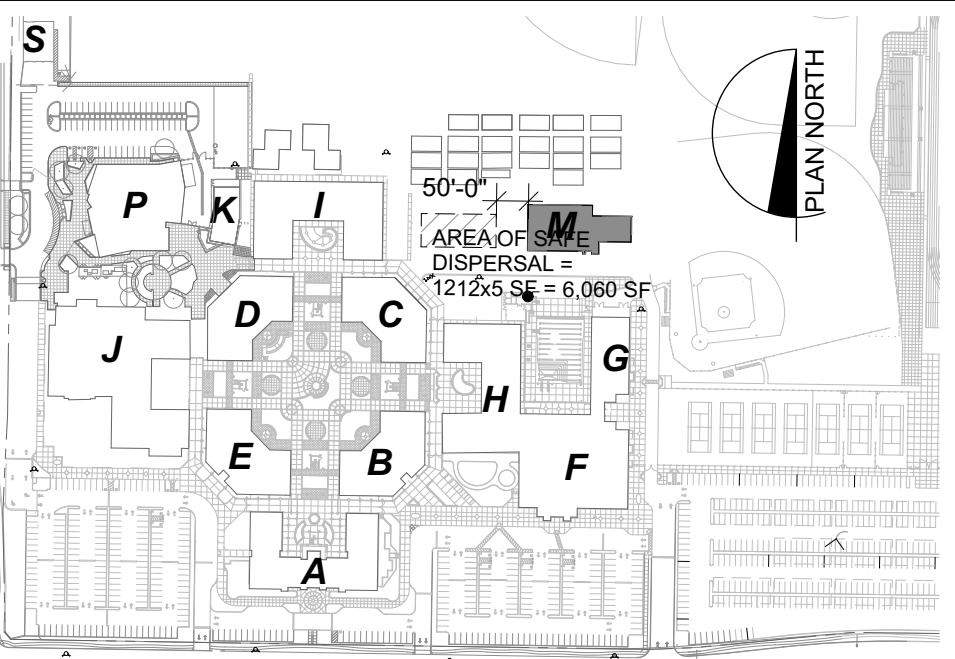 S
PLAN NORTH
P
K
I
50'-0"
M
AREA OF SAFE
DISPERSAL =
1212x5 SF = 6,060 SF
D
C
J
G
H
E
B
F
A